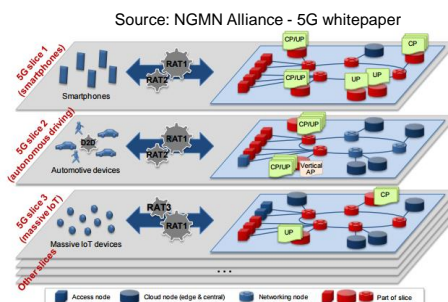 Source: NGMN Alliance - 5G whitepaper
5G slice 1
(smartphones)
RAT1
RAT2
Smartphones
CP/UP
CP
CP/UP
UP
UP
5G slice 2
(autonomous driving)
D2D
RAT1
RAT2
Automotive devices
CP/UP
CP/UP
Vertical
AP
5G slice 3
(massive IoT)
RAT3
RAT1
Massive IoT devices
CP
UP
Other slices
...
Access node
Cloud node (edge & central)
Networking node
Part of slice